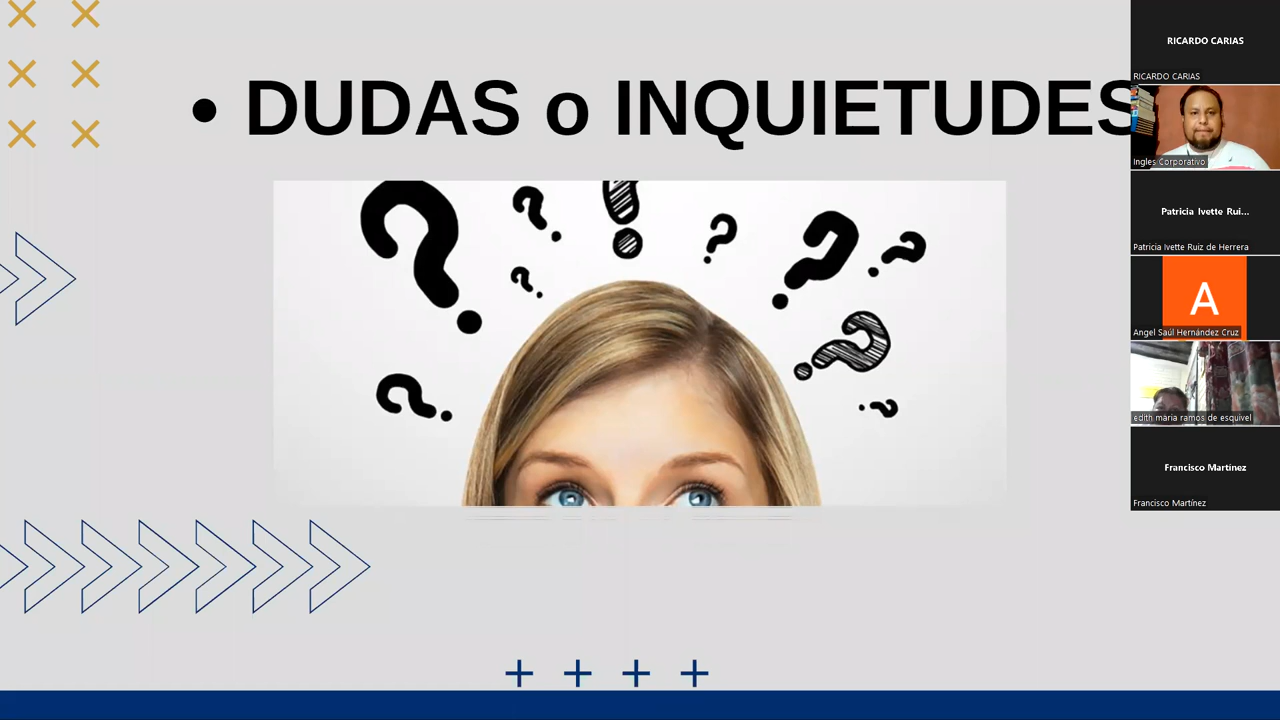 • DUDAS o INQUIETUDES
RICARDO CARIAS
RICARDO CARIAS
Ingles Corporativo
Patricia Ivette Rui...
Patricia Ivette Ruiz de Herrera
A
Angel Saúl Hernández Cruz
edith maria ramos de esquivel
Francisco Martínez
Francisco Martínez